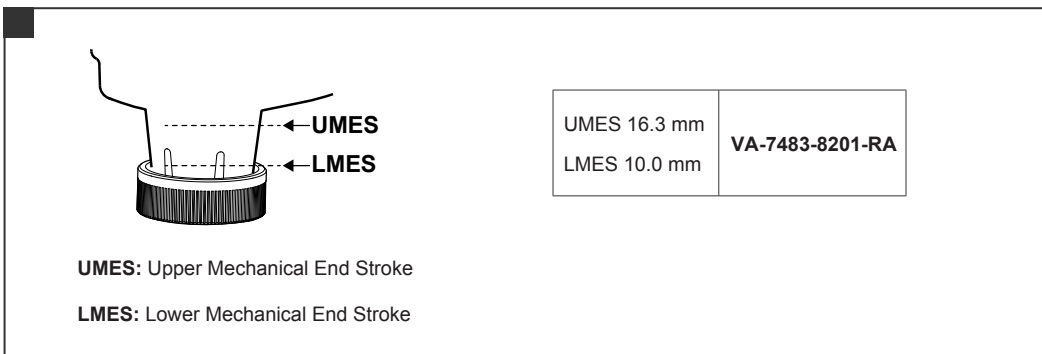 UMES
LMES
UMES 16.3 mm
LMES 10.0 mm
VA-7483-8201-RA
UMES: Upper Mechanical End Stroke
LMES: Lower Mechanical End Stroke